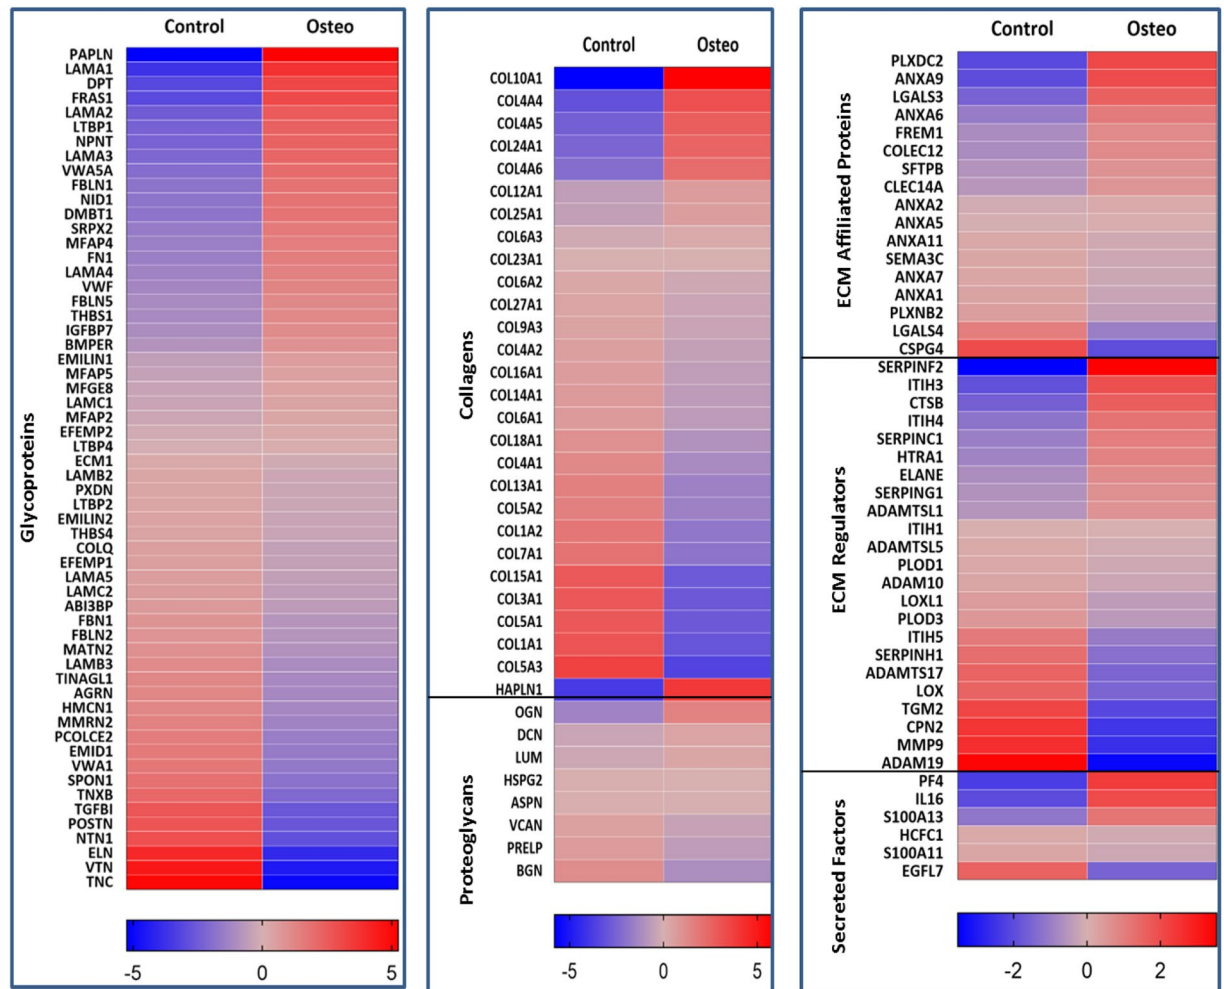 Control Osteo
PAPLN
LAMA1
DPT
FRAS1
LAMA2
LTBP1
NPNT
LAMA3
VWA5A
FBLN1
NID1
DMBT1
SRPX2
MFAP4
FN1
LAMA4
VWF
FBLN5
THBS1
IGFBP7
BMPER
EMILIN1
MFAP5
MFGE8
LAMC1
MFAP2
EFEMP2
LTBP4
ECM1
LAMB2
PXDN
LTBP2
EMILIN2
THBS4
COLQ
EFEMP1
LAMA5
LAMC2
ABI3BP
FBN1
FBLN2
MATN2
LAMB3
TINAGL1
AGRN
HMCN1
MMRN2
PCOLCE2
EMID1
VWA1
SPON1
TNXB
TGFBI
POSTN
NTN1
ELN
VTN
TNC
Glycoproteins
-5 0 5
Control Osteo
COL10A1
COL4A4
COL4A5
COL24A1
COL4A6
COL12A1
COL25A1
COL6A3
COL23A1
COL6A2
COL27A1
COL9A3
COL4A2
COL16A1
COL14A1
COL6A1
COL18A1
COL4A1
COL13A1
COL5A2
COL1A2
COL7A1
COL15A1
COL3A1
COL5A1
COL1A1
COL5A3
Collagens
HAPLN1
OGN
DCN
LUM
HSPG2
ASPN
VCAN
PRELP
BGN
Proteoglycans
-5 0 5
Control Osteo
PLXDC2
ANXA9
LGALS3
ANXA6
FREM1
COLEC12
SFTPB
CLEC14A
ANXA2
ANXA5
ANXA11
SEMA3C
ANXA7
ANXA1
PLXNB2
LGALS4
CSPG4
ECM Affiliated Proteins
SERPINF2
ITIH3
CTSB
ITIH4
SERPINC1
HTRA1
ELANE
SERPING1
ADAMTSL1
ITIH1
ADAMTSL5
PLOD1
ADAM10
LOXL1
PLOD3
ITIH5
SERPINH1
ADAMTS17
LOX
TGM2
CPN2
MMP9
ADAM19
ECM Regulators
PF4
IL16
S100A13
HCFC1
S100A11
EGFL7
Secreted Factors
-2 0 2